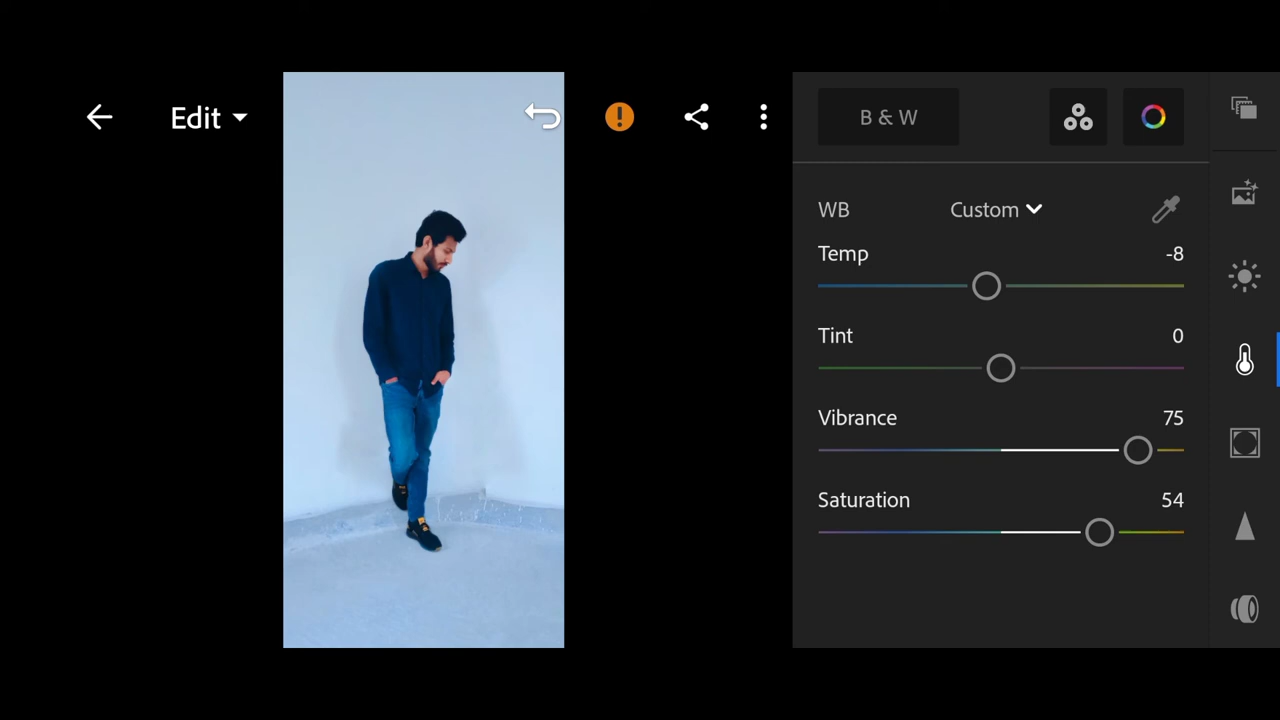 Edit
B & W
WB Custom
Temp -8
Tint 0
Vibrance 75
Saturation 54